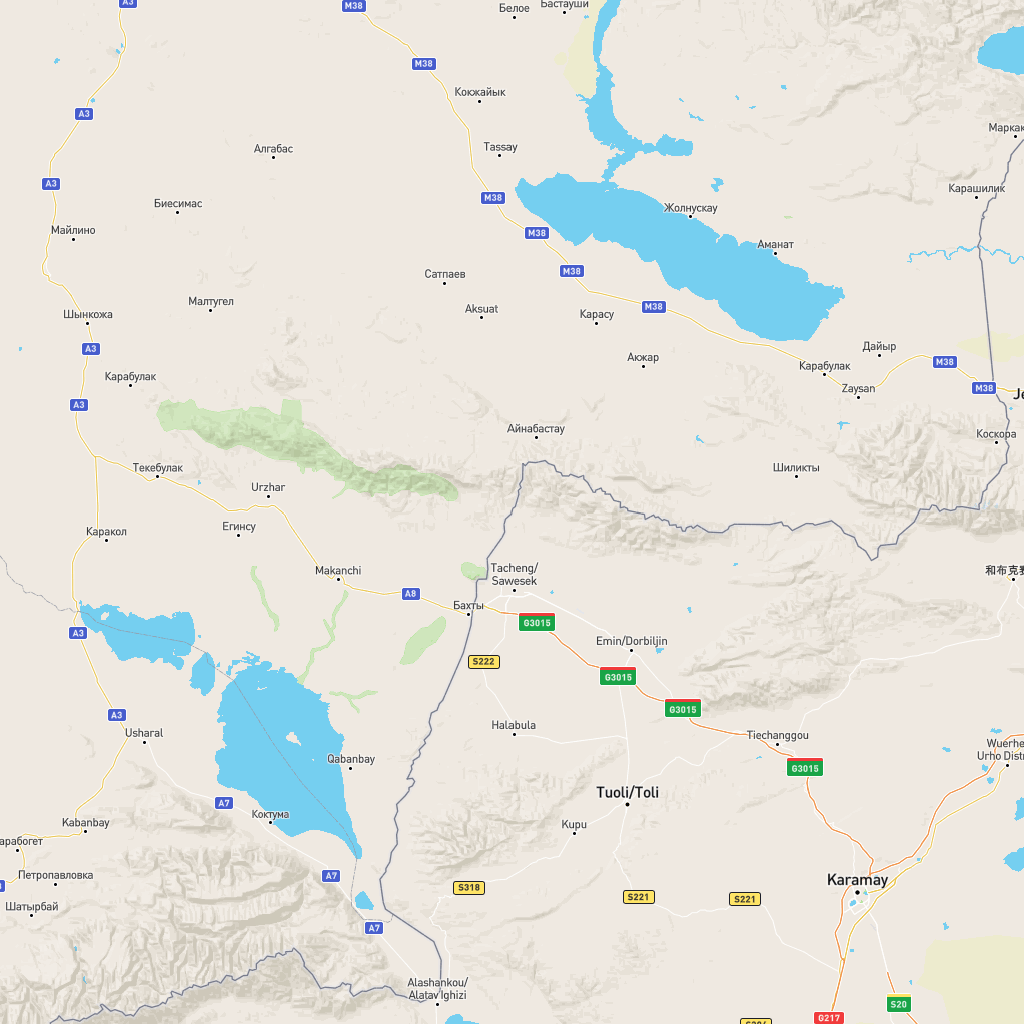 A3
M38
Белое
Бастауши
M38
Кокжайык
A3
Маркак
Tassay
Алгабас
A3
Карашилик
M38
Биесимас
Жолнускау
Майлино
M38
Аманат
M38
Сатпаев
Малтугел
M38
Aksuat
Карасу
Шынкожа
A3
Дайыр
Акжар
M38
Карабулак
Карабулак
Zaysan
M38
Je
A3
Айнабастау
Коскора
Текебулак
Шиликты
Urzhar
Егинсу
Каракол
Makanchi
Tacheng/
Sawesek
A8
Бахты
G3015
A3
Emin/Dorbiljin
S222
G3015
G3015
A3
Halabula
Usharal
Tiechanggou
Wuerhe
Urho Distr
Qabanbay
G3015
Tuoli/Toli
A7
Коктума
Kabanbay
Kupu
арабогет
Петропавловка
A7
S318
Karamay
S221
S221
Шатырбай
A7
Alashankou/
Alatav Ighizi
S20
G217